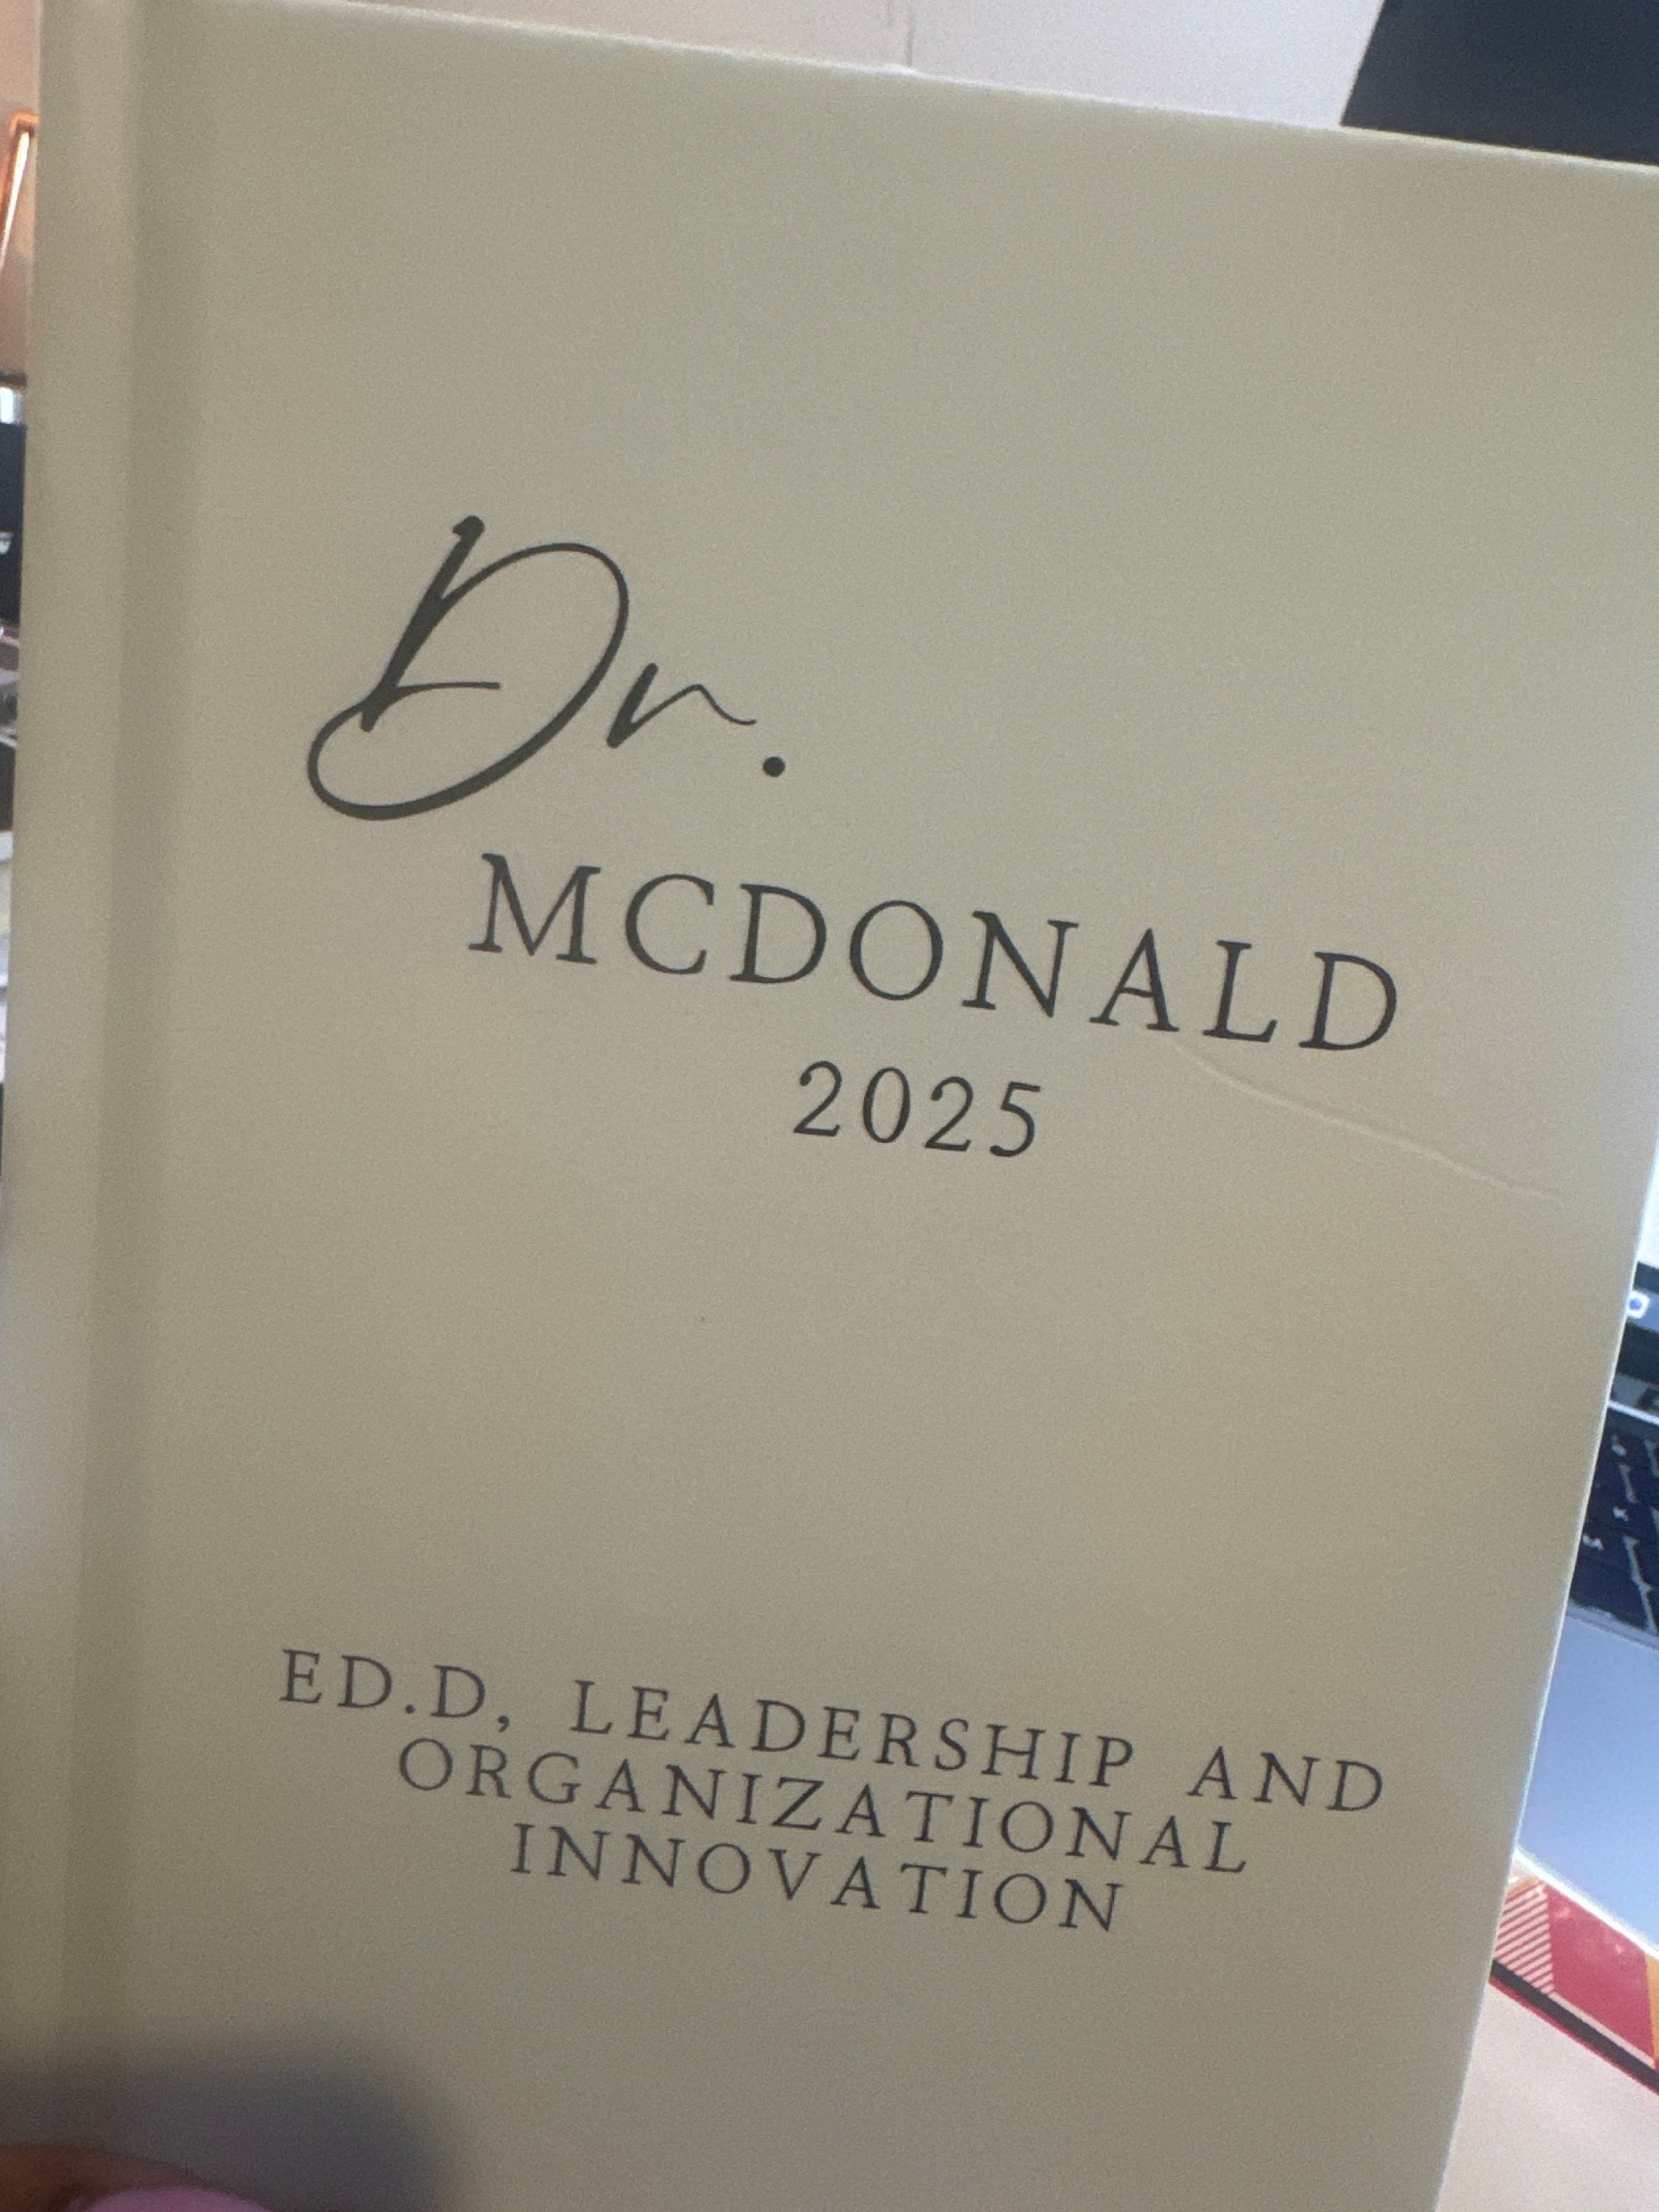 Dr.
MCDONALD
2025
ED.D, LEADERSHIP AND
ORGANIZATIONAL
INNOVATION